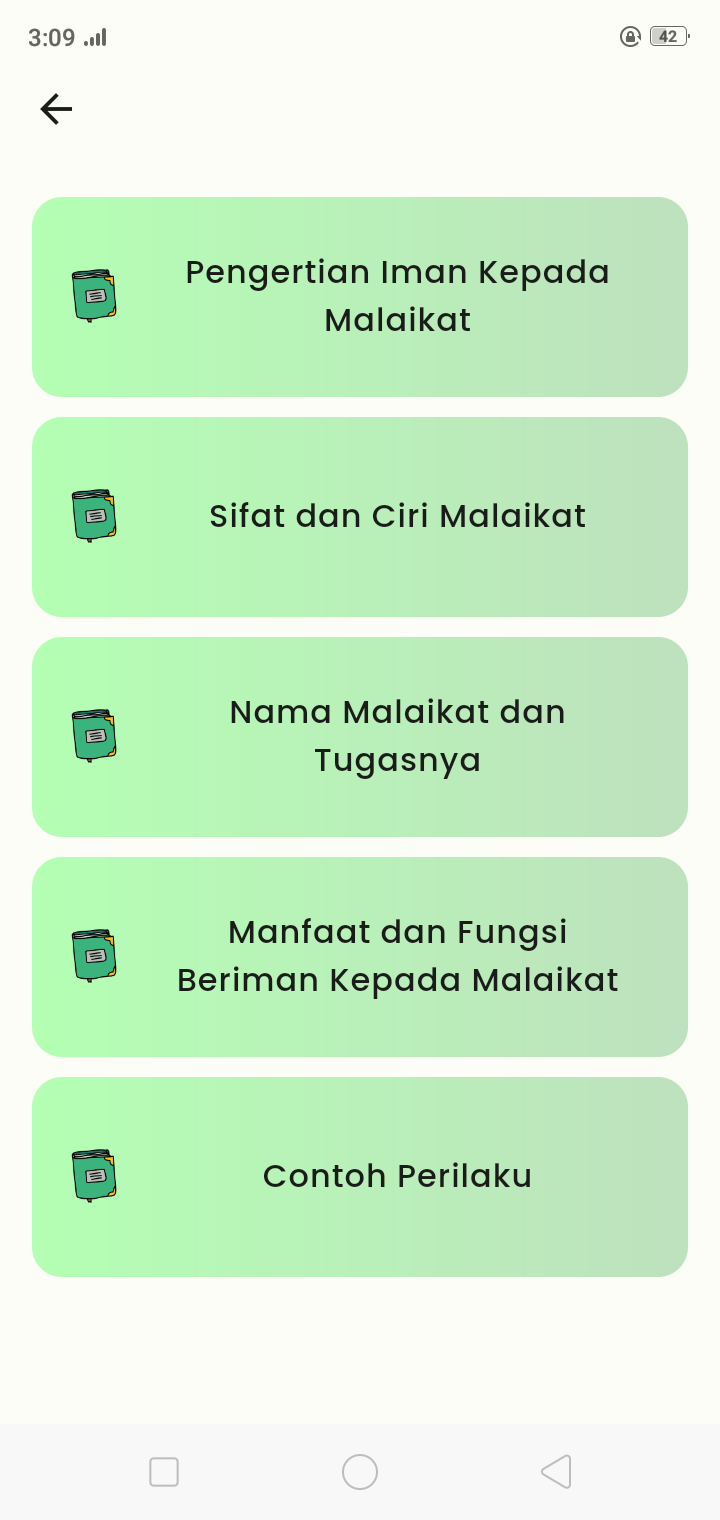 3:09
42
Pengertian Iman Kepada
Malaikat
Sifat dan Ciri Malaikat
Nama Malaikat dan
Tugasnya
Manfaat dan Fungsi
Beriman Kepada Malaikat
Contoh Perilaku